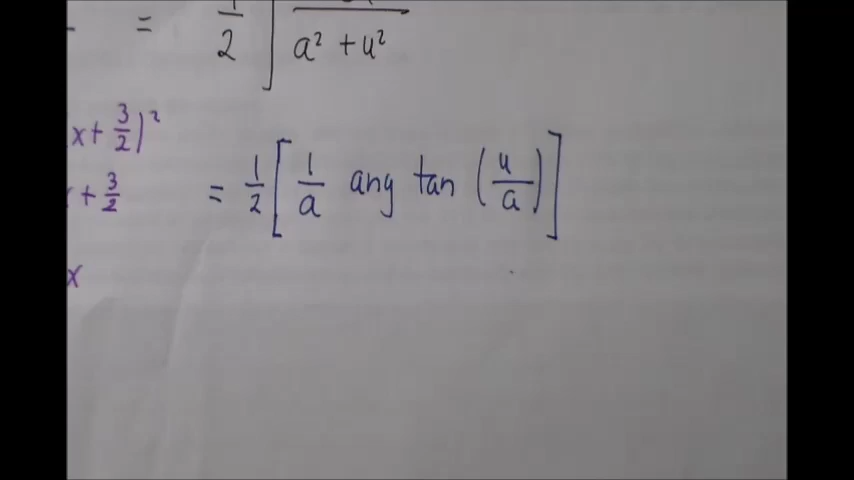 = 1/2 ∫ / a² + u²
x + 3/2)²
+ 3/2
= 1/2 [ 1/a ang tan (u/a) ]
x